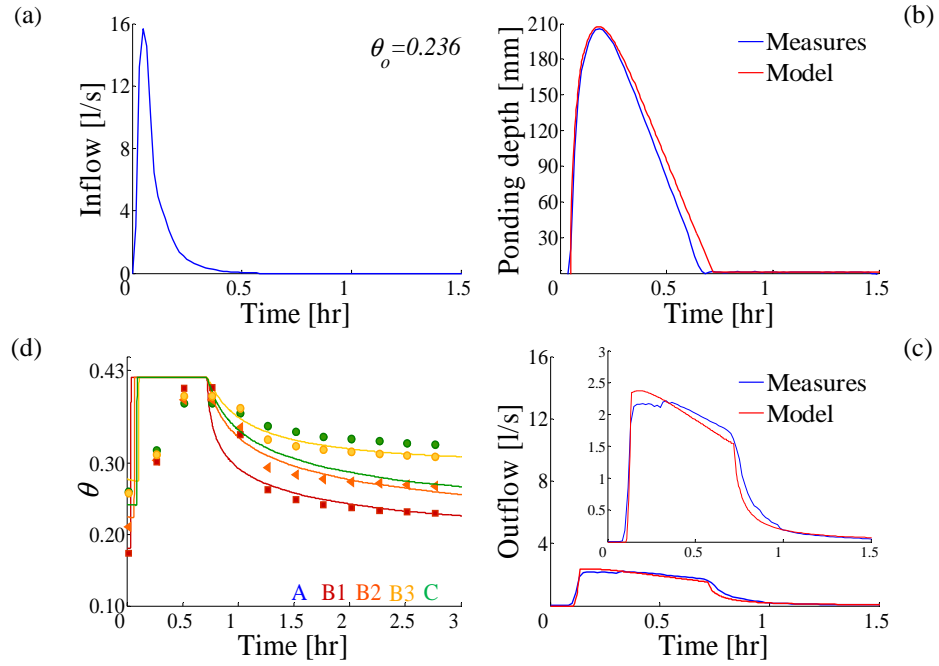 (a)
16
12
8
4
0
Inflow [l/s]
θo=0.236
0
0.5
1
1.5
Time [hr]
(b)
210
180
150
120
90
60
30
Ponding depth [mm]
Measures
Model
0
0.5
1
1.5
Time [hr]
(d)
0.43
0.30
0.20
0.10
θ
A B1 B2 B3 C
0
0.5
1
1.5
2
2.5
3
Time [hr]
(c)
16
12
8
4
0
Outflow [l/s]
3
2.5
2
1.5
1
0.5
0
0.5
1
1.5
Measures
Model
0
0.5
1
1.5
Time [hr]